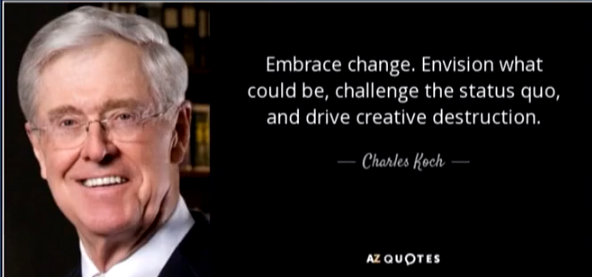 Embrace change. Envision what
could be, challenge the status quo,
and drive creative destruction.
— Charles Koch —
AZ QUOTES